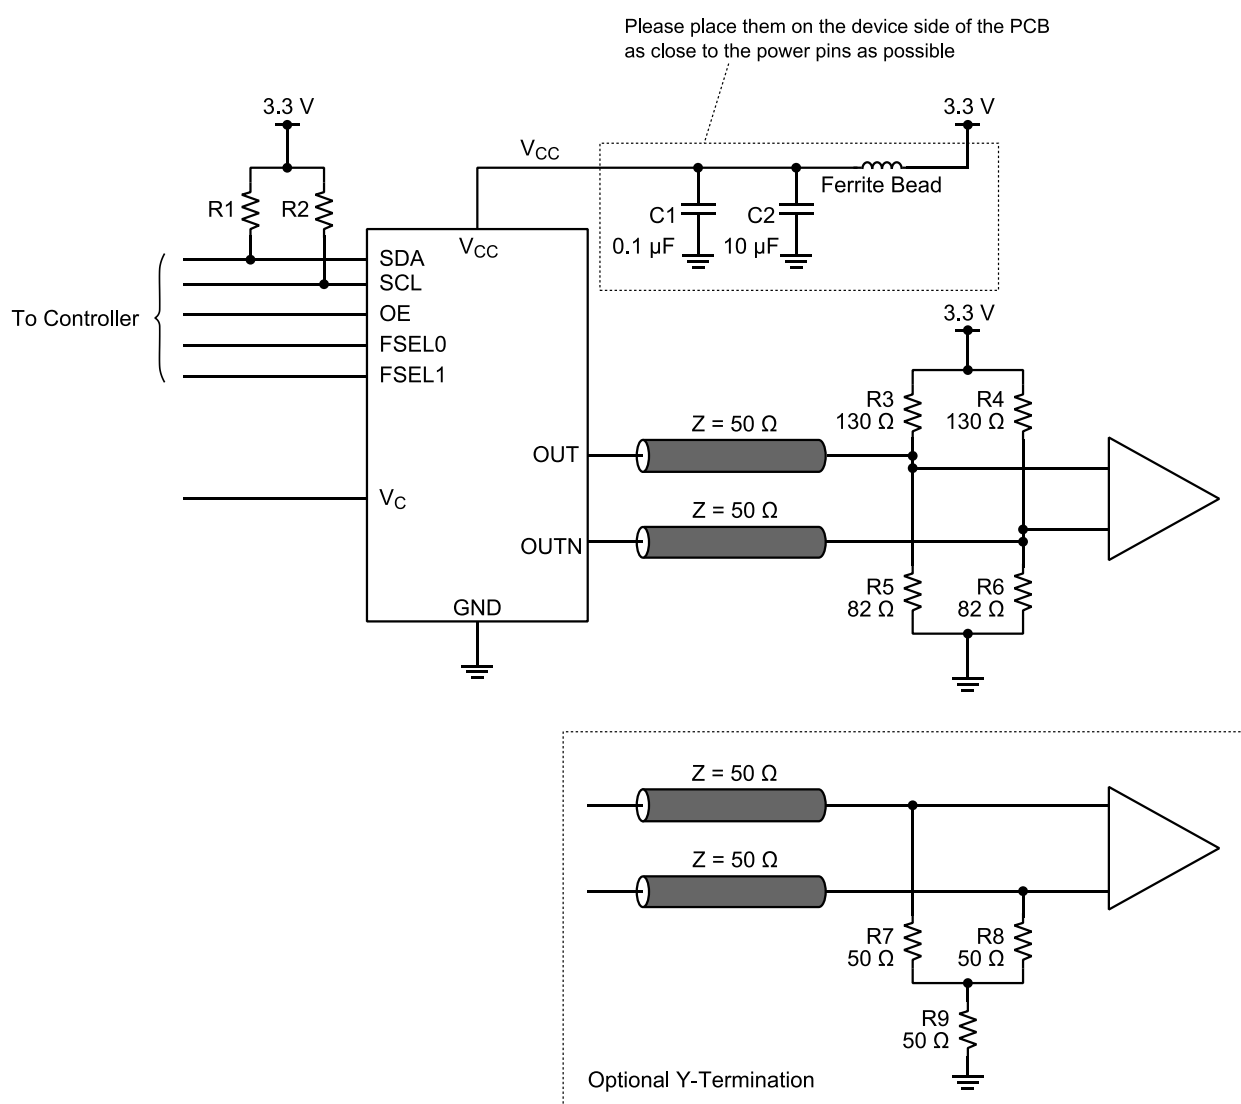 Please place them on the device side of the PCB
as close to the power pins as possible
3.3 V
3.3 V
V_CC
R1
R2
Ferrite Bead
C1
0.1 µF
C2
10 µF
V_CC
SDA
SCL
OE
FSEL0
FSEL1
To Controller
3.3 V
R3
130 Ω
R4
130 Ω
Z = 50 Ω
OUT
V_C
Z = 50 Ω
OUTN
R5
82 Ω
R6
82 Ω
GND
Z = 50 Ω
Z = 50 Ω
R7
50 Ω
R8
50 Ω
R9
50 Ω
Optional Y-Termination